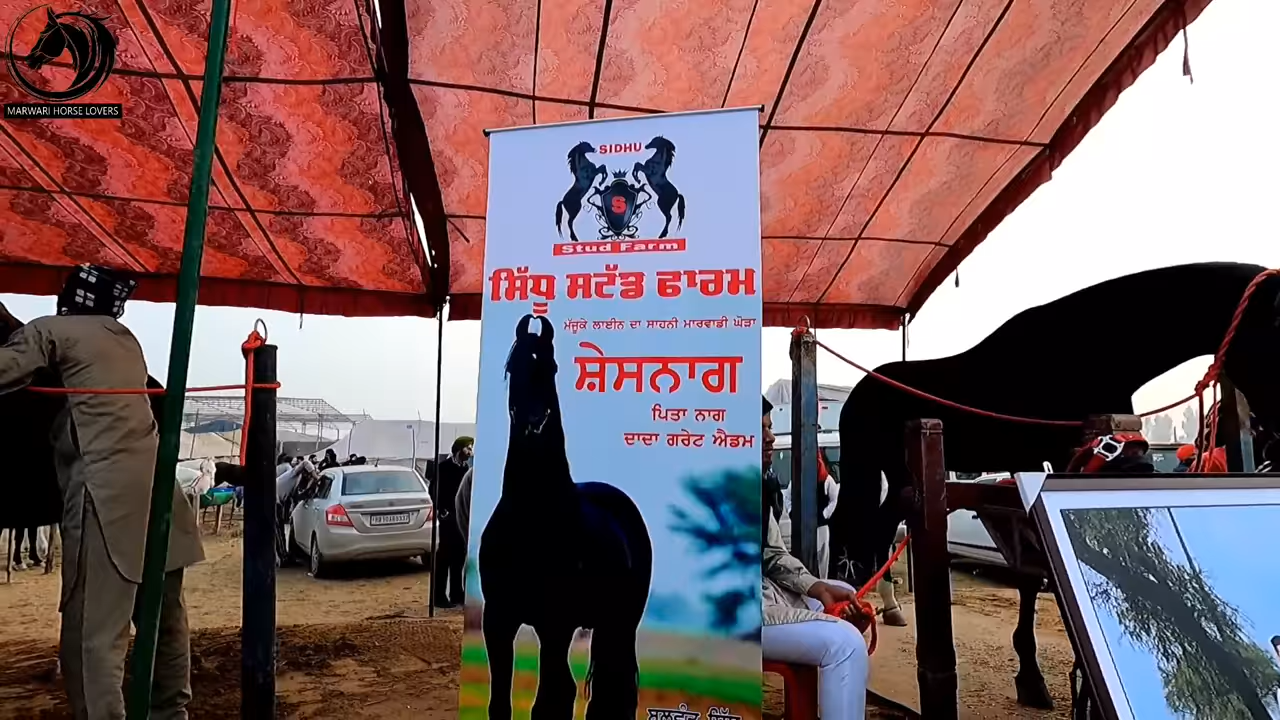 MARWARI HORSE LOVERS
SIDHU
S
Stud Farm
ਸਿੱਧੂ ਸਟੱਡ ਫਾਰਮ
ਮੱਜੂਕੇ ਲਾਈਨ ਦਾ ਸਾਹਨੀ ਮਾਰਵਾੜੀ ਘੋੜਾ
ਸ਼ੇਸਨਾਗ
ਪਿਤਾ ਨਾਗ
ਦਾਦਾ ਗਰੇਟ ਐਡਮ